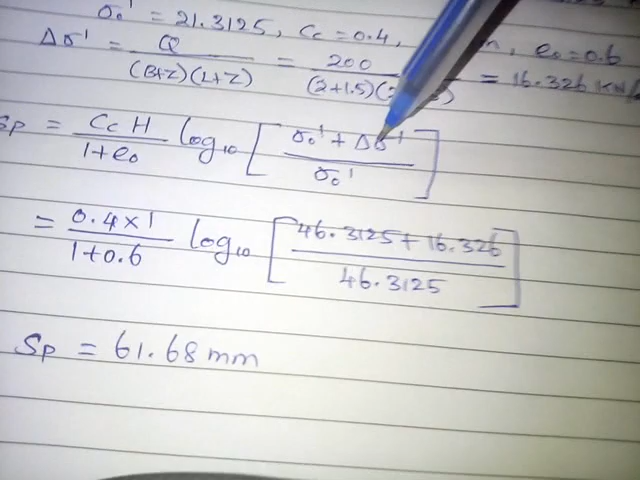 σ₀' = 21.3125, Cc = 0.4, e₀ = 0.6
Δσ' = Q / (B+Z)(L+Z) = 200 / (2+1.5)( = 16.326 KN/
Sp = Cc H / 1+e₀ log₁₀ [ σ₀' + Δσ' / σ₀' ]
= 0.4×1 / 1+0.6 log₁₀ [ 46.3125+16.326 / 46.3125 ]
Sp = 61.68 mm